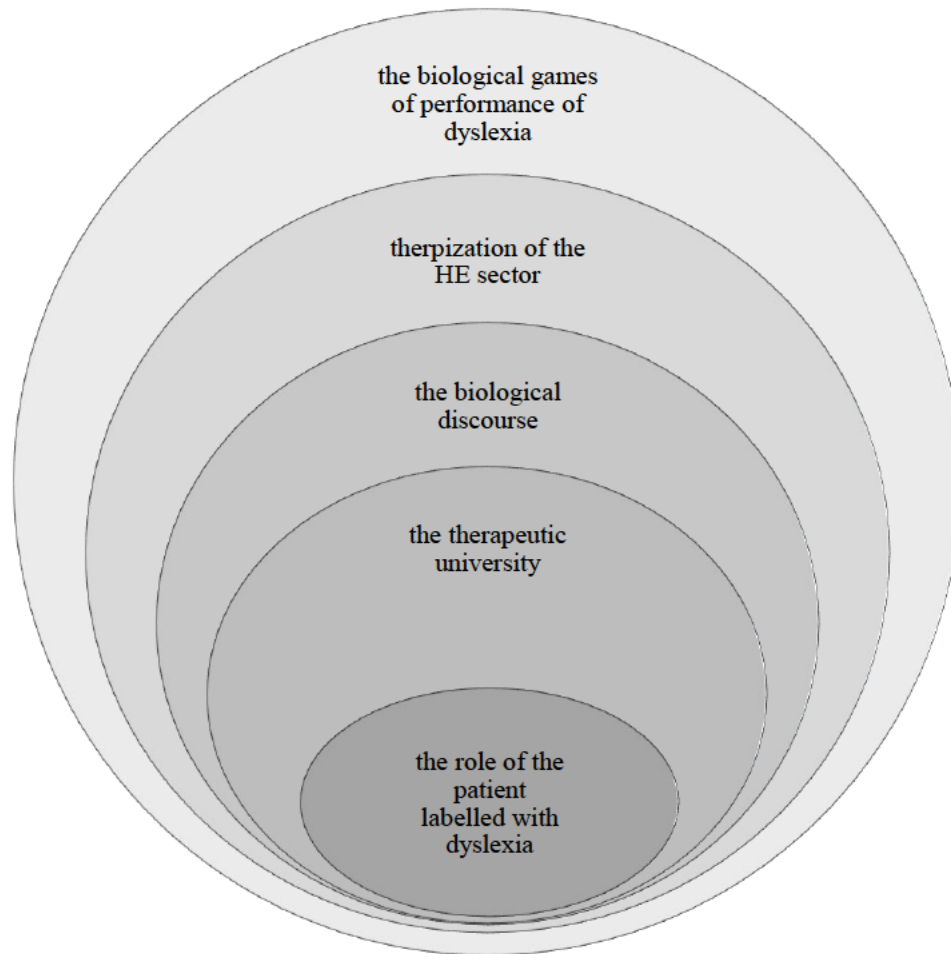 the biological games
of performance of
dyslexia
therpization of the
HE sector
the biological
discourse
the therapeutic
university
the role of the
patient
labelled with
dyslexia